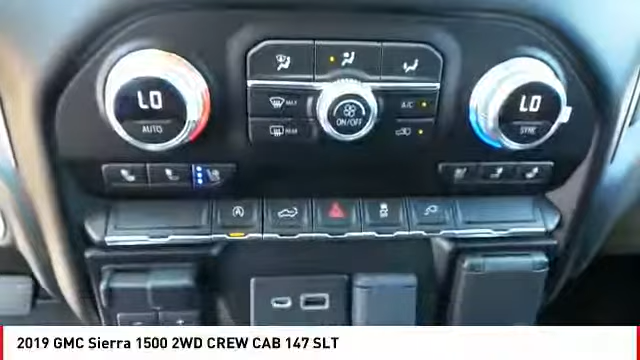 LO
AUTO
MAX
REAR
ON/OFF
A/C
LO
SYNC
2019 GMC Sierra 1500 2WD CREW CAB 147 SLT